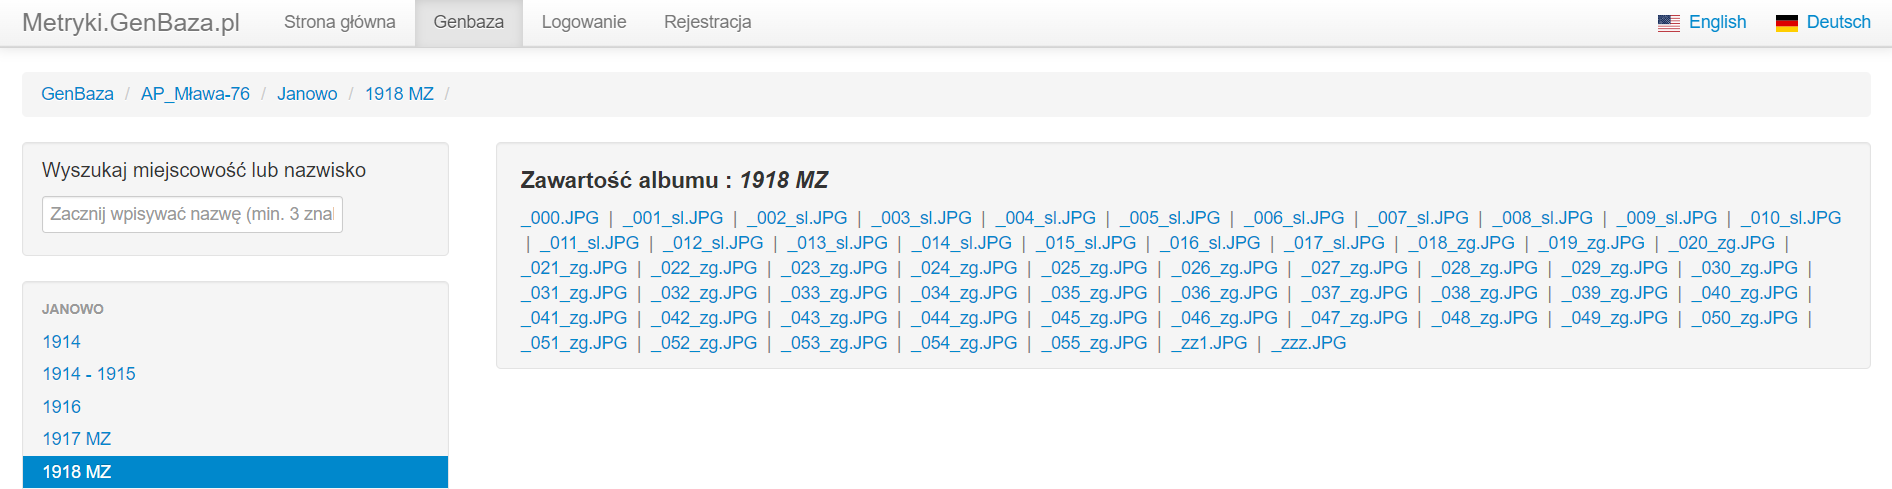 Metryki.GenBaza.pl Strona główna Genbaza Logowanie Rejestracja English Deutsch
GenBaza / AP_Mława-76 / Janowo / 1918 MZ /
Wyszukaj miejscowość lub nazwisko
Zacznij wpisywać nazwę (min. 3 znal
JANOWO
1914
1914 - 1915
1916
1917 MZ
1918 MZ
Zawartość albumu : 1918 MZ
_000.JPG | _001_sl.JPG | _002_sl.JPG | _003_sl.JPG | _004_sl.JPG | _005_sl.JPG | _006_sl.JPG | _007_sl.JPG | _008_sl.JPG | _009_sl.JPG | _010_sl.JPG
| _011_sl.JPG | _012_sl.JPG | _013_sl.JPG | _014_sl.JPG | _015_sl.JPG | _016_sl.JPG | _017_sl.JPG | _018_zg.JPG | _019_zg.JPG | _020_zg.JPG |
_021_zg.JPG | _022_zg.JPG | _023_zg.JPG | _024_zg.JPG | _025_zg.JPG | _026_zg.JPG | _027_zg.JPG | _028_zg.JPG | _029_zg.JPG | _030_zg.JPG |
_031_zg.JPG | _032_zg.JPG | _033_zg.JPG | _034_zg.JPG | _035_zg.JPG | _036_zg.JPG | _037_zg.JPG | _038_zg.JPG | _039_zg.JPG | _040_zg.JPG |
_041_zg.JPG | _042_zg.JPG | _043_zg.JPG | _044_zg.JPG | _045_zg.JPG | _046_zg.JPG | _047_zg.JPG | _048_zg.JPG | _049_zg.JPG | _050_zg.JPG |
_051_zg.JPG | _052_zg.JPG | _053_zg.JPG | _054_zg.JPG | _055_zg.JPG | _zz1.JPG | _zzz.JPG